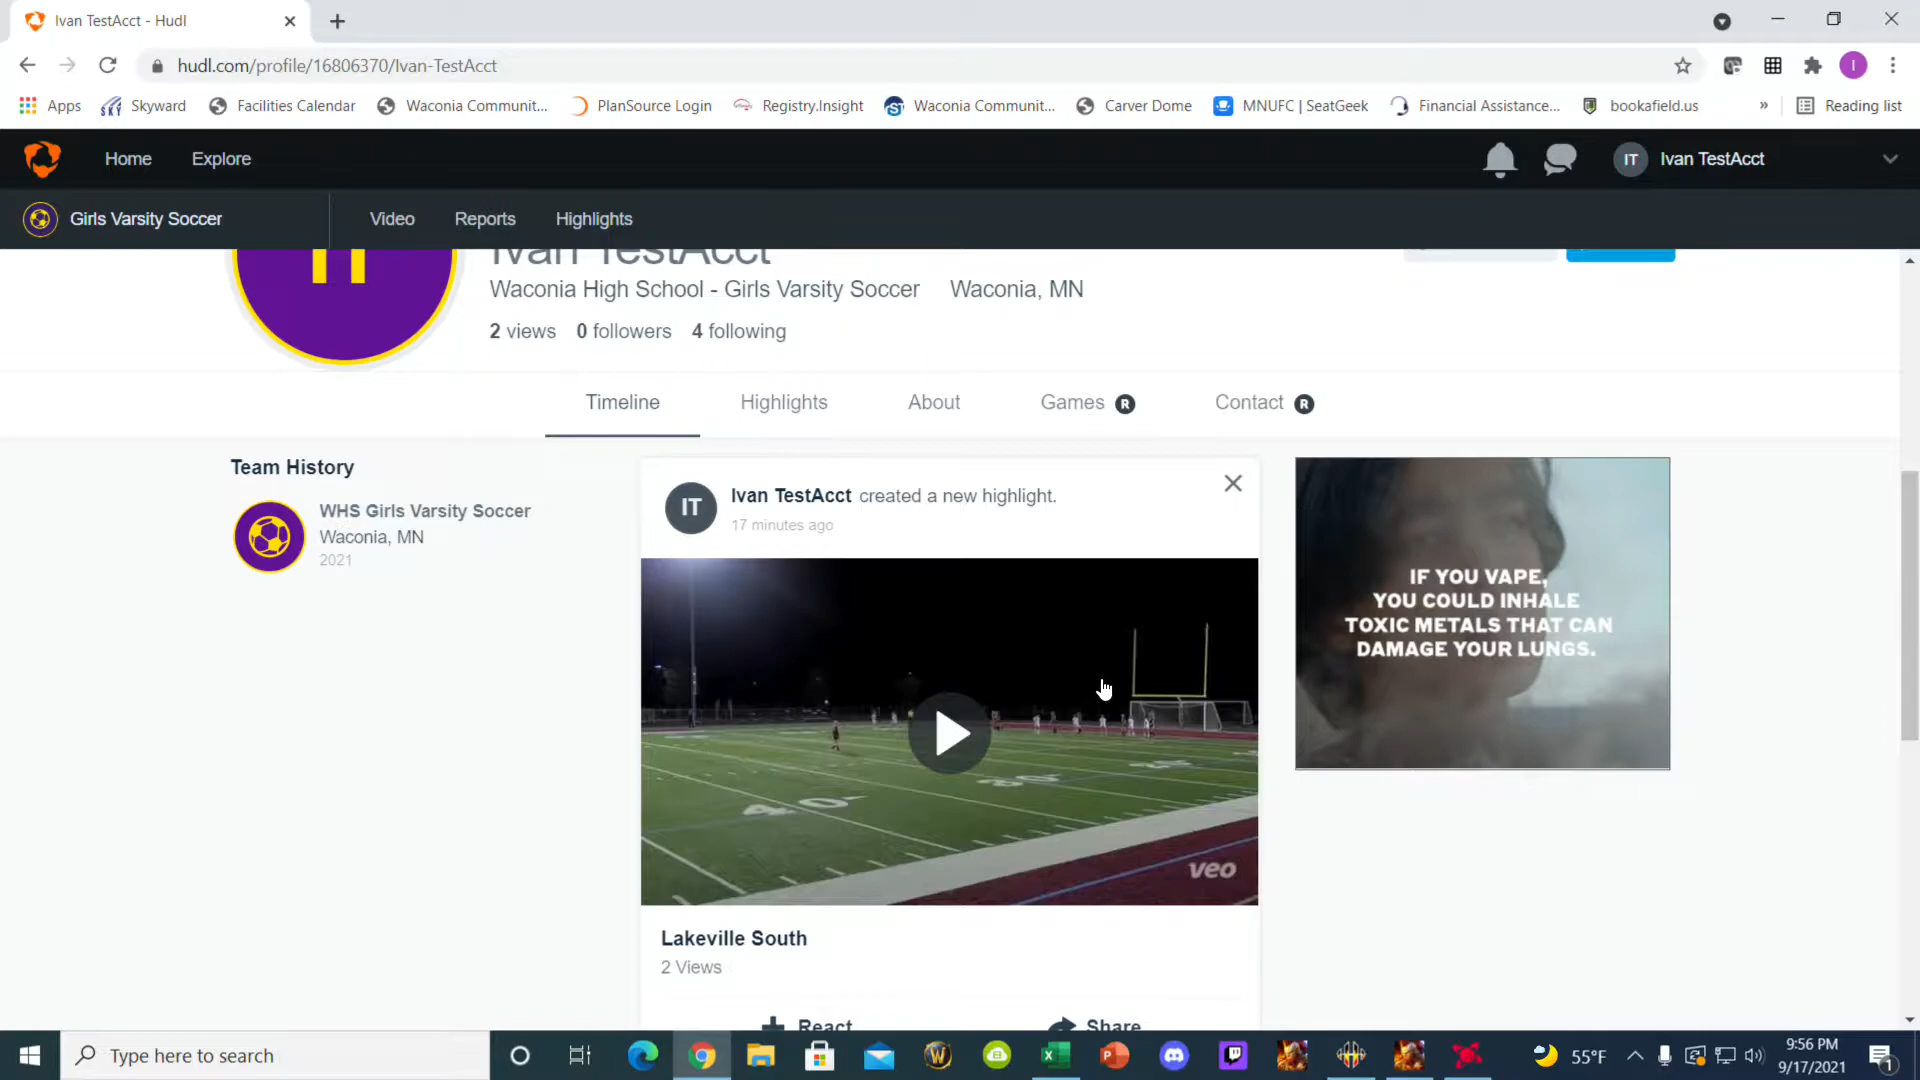 Ivan TestAcct - Hudl
hudl.com/profile/16806370/Ivan-TestAcct
I
Apps Skyward Facilities Calendar Waconia Communit... PlanSource Login Registry.Insight Waconia Communit... Carver Dome MNUFC | SeatGeek Financial Assistance... bookafield.us » Reading list
Home Explore IT Ivan TestAcct
Girls Varsity Soccer Video Reports Highlights
Ivan TestAcct
Waconia High School - Girls Varsity Soccer Waconia, MN
2 views 0 followers 4 following
Timeline Highlights About Games R Contact R
Team History
WHS Girls Varsity Soccer
Waconia, MN
2021
IT Ivan TestAcct created a new highlight.
17 minutes ago
IF YOU VAPE,
YOU COULD INHALE
TOXIC METALS THAT CAN
DAMAGE YOUR LUNGS.
40
30
veo
Lakeville South
2 Views
React Share
Type here to search
55°F
9:56 PM
9/17/2021
1